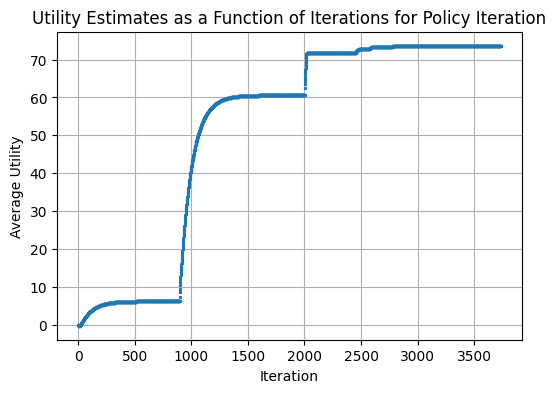 Utility Estimates as a Function of Iterations for Policy Iteration
70
60
50
40
30
20
10
0
Average Utility
0 500 1000 1500 2000 2500 3000 3500
Iteration